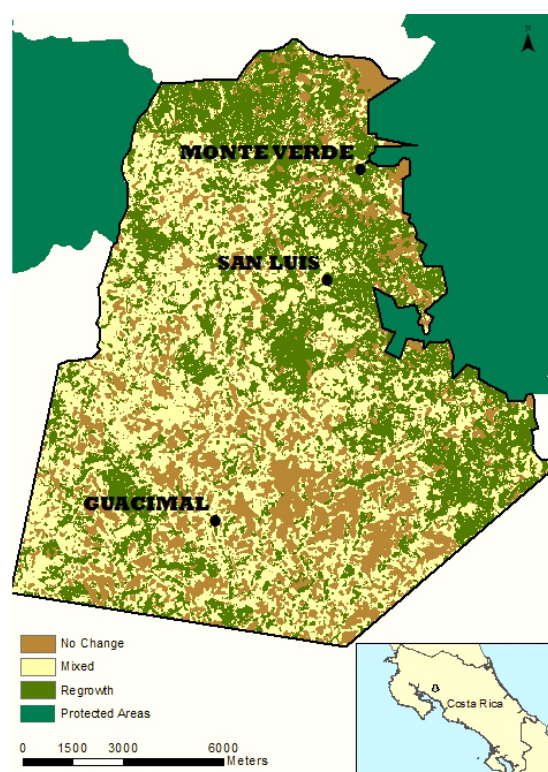 N
MONTE VERDE
SAN LUIS
GUACIMAL
No Change
Mixed
Regrowth
Protected Areas
0 1500 3000 6000
Meters
Costa Rica